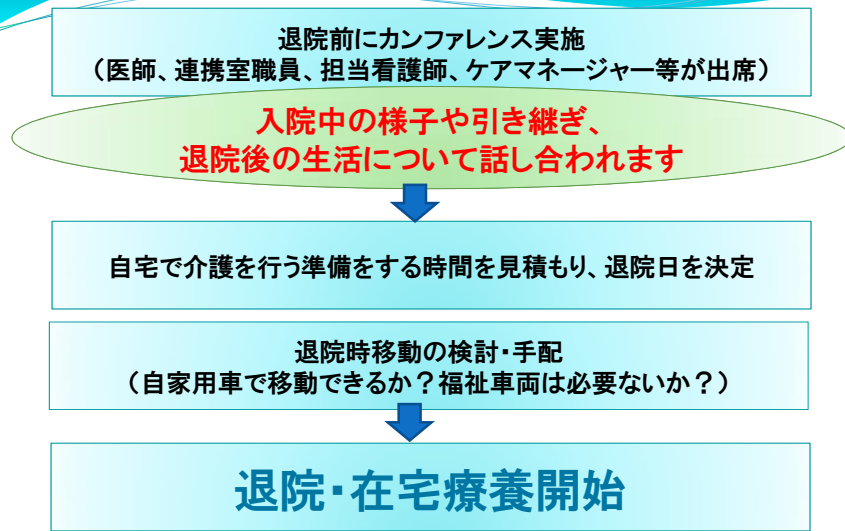 退院前にカンファレンス実施
（医師、連携室職員、担当看護師、ケアマネージャー等が出席）
入院中の様子や引き継ぎ、
退院後の生活について話し合われます
自宅で介護を行う準備をする時間を見積もり、退院日を決定
退院時移動の検討・手配
（自家用車で移動できるか？福祉車両は必要ないか？）
退院・在宅療養開始